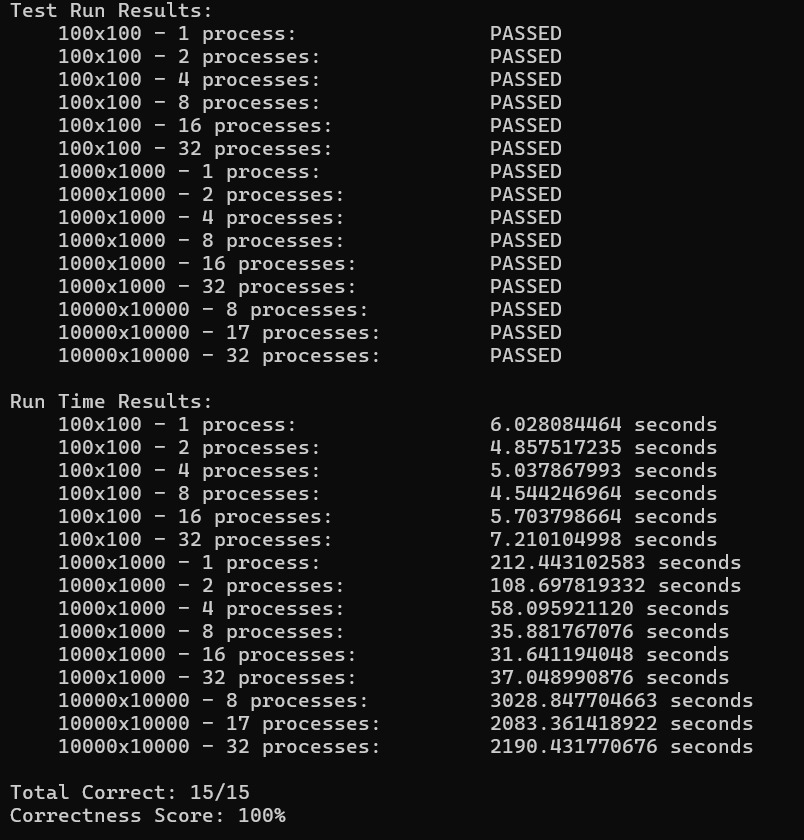 Test Run Results:
100x100 - 1 process: PASSED
100x100 - 2 processes: PASSED
100x100 - 4 processes: PASSED
100x100 - 8 processes: PASSED
100x100 - 16 processes: PASSED
100x100 - 32 processes: PASSED
1000x1000 - 1 process: PASSED
1000x1000 - 2 processes: PASSED
1000x1000 - 4 processes: PASSED
1000x1000 - 8 processes: PASSED
1000x1000 - 16 processes: PASSED
1000x1000 - 32 processes: PASSED
10000x10000 - 8 processes: PASSED
10000x10000 - 17 processes: PASSED
10000x10000 - 32 processes: PASSED
Run Time Results:
100x100 - 1 process: 6.028084464 seconds
100x100 - 2 processes: 4.857517235 seconds
100x100 - 4 processes: 5.037867993 seconds
100x100 - 8 processes: 4.544246964 seconds
100x100 - 16 processes: 5.703798664 seconds
100x100 - 32 processes: 7.210104998 seconds
1000x1000 - 1 process: 212.443102583 seconds
1000x1000 - 2 processes: 108.697819332 seconds
1000x1000 - 4 processes: 58.095921120 seconds
1000x1000 - 8 processes: 35.881767076 seconds
1000x1000 - 16 processes: 31.641194048 seconds
1000x1000 - 32 processes: 37.048990876 seconds
10000x10000 - 8 processes: 3028.847704663 seconds
10000x10000 - 17 processes: 2083.361418922 seconds
10000x10000 - 32 processes: 2190.431770676 seconds
Total Correct: 15/15
Correctness Score: 100%